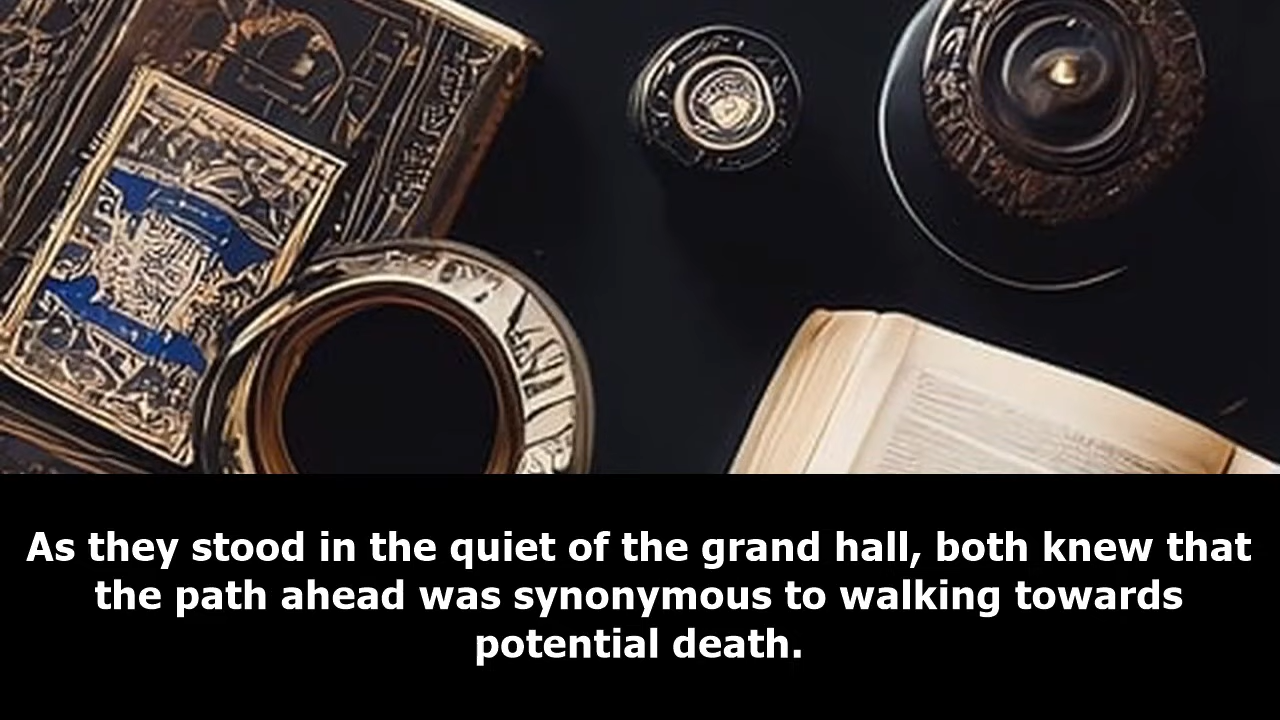 As they stood in the quiet of the grand hall, both knew that
the path ahead was synonymous to walking towards
potential death.